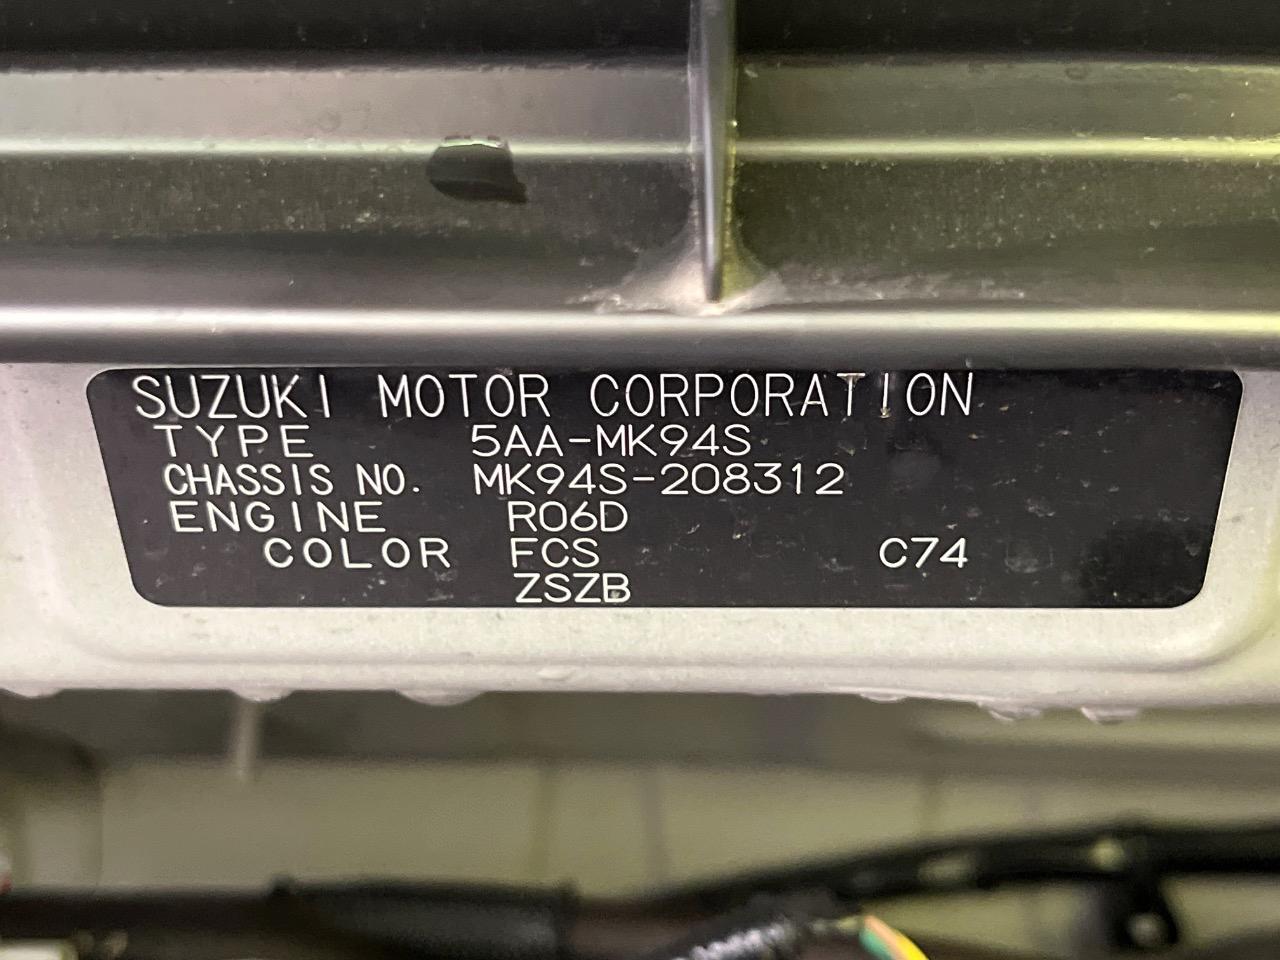 SUZUKI MOTOR CORPORATION
TYPE 5AA-MK94S
CHASSIS NO. MK94S-208312
ENGINE R06D
COLOR FCS C74
ZSZB